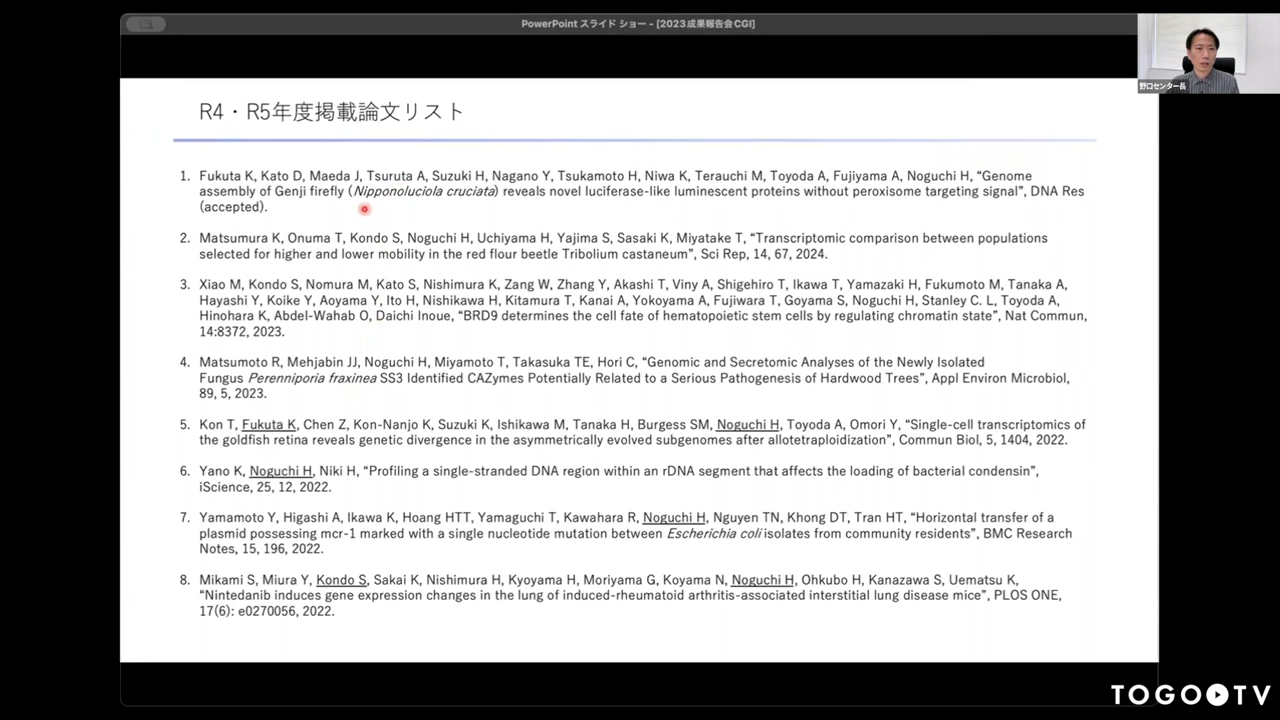 PowerPoint スライド ショー - [2023成果報告会CGI]
野口センター長
R4・R5年度掲載論文リスト
1. Fukuta K, Kato D, Maeda J, Tsuruta A, Suzuki H, Nagano Y, Tsukamoto H, Niwa K, Terauchi M, Toyoda A, Fujiyama A, Noguchi H, “Genome
assembly of Genji firefly (Nipponoluciola cruciata) reveals novel luciferase-like luminescent proteins without peroxisome targeting signal”, DNA Res
(accepted).
2. Matsumura K, Onuma T, Kondo S, Noguchi H, Uchiyama H, Yajima S, Sasaki K, Miyatake T, “Transcriptomic comparison between populations
selected for higher and lower mobility in the red flour beetle Tribolium castaneum”, Sci Rep, 14, 67, 2024.
3. Xiao M, Kondo S, Nomura M, Kato S, Nishimura K, Zang W, Zhang Y, Akashi T, Viny A, Shigehiro T, Ikawa T, Yamazaki H, Fukumoto M, Tanaka A,
Hayashi Y, Koike Y, Aoyama Y, Ito H, Nishikawa H, Kitamura T, Kanai A, Yokoyama A, Fujiwara T, Goyama S, Noguchi H, Stanley C. L, Toyoda A,
Hinohara K, Abdel-Wahab O, Daichi Inoue, “BRD9 determines the cell fate of hematopoietic stem cells by regulating chromatin state”, Nat Commun,
14:8372, 2023.
4. Matsumoto R, Mehjabin JJ, Noguchi H, Miyamoto T, Takasuka TE, Hori C, “Genomic and Secretomic Analyses of the Newly Isolated
Fungus Perenniporia fraxinea SS3 Identified CAZymes Potentially Related to a Serious Pathogenesis of Hardwood Trees”, Appl Environ Microbiol,
89, 5, 2023.
5. Kon T, Fukuta K, Chen Z, Kon-Nanjo K, Suzuki K, Ishikawa M, Tanaka H, Burgess SM, Noguchi H, Toyoda A, Omori Y, “Single-cell transcriptomics of
the goldfish retina reveals genetic divergence in the asymmetrically evolved subgenomes after allotetraploidization”, Commun Biol, 5, 1404, 2022.
6. Yano K, Noguchi H, Niki H, “Profiling a single-stranded DNA region within an rDNA segment that affects the loading of bacterial condensin”,
iScience, 25, 12, 2022.
7. Yamamoto Y, Higashi A, Ikawa K, Hoang HTT, Yamaguchi T, Kawahara R, Noguchi H, Nguyen TN, Khong DT, Tran HT, “Horizontal transfer of a
plasmid possessing mcr-1 marked with a single nucleotide mutation between Escherichia coli isolates from community residents”, BMC Research
Notes, 15, 196, 2022.
8. Mikami S, Miura Y, Kondo S, Sakai K, Nishimura H, Kyoyama H, Moriyama G, Koyama N, Noguchi H, Ohkubo H, Kanazawa S, Uematsu K,
“Nintedanib induces gene expression changes in the lung of induced-rheumatoid arthritis-associated interstitial lung disease mice”, PLOS ONE,
17(6): e0270056, 2022.
TOGO TV